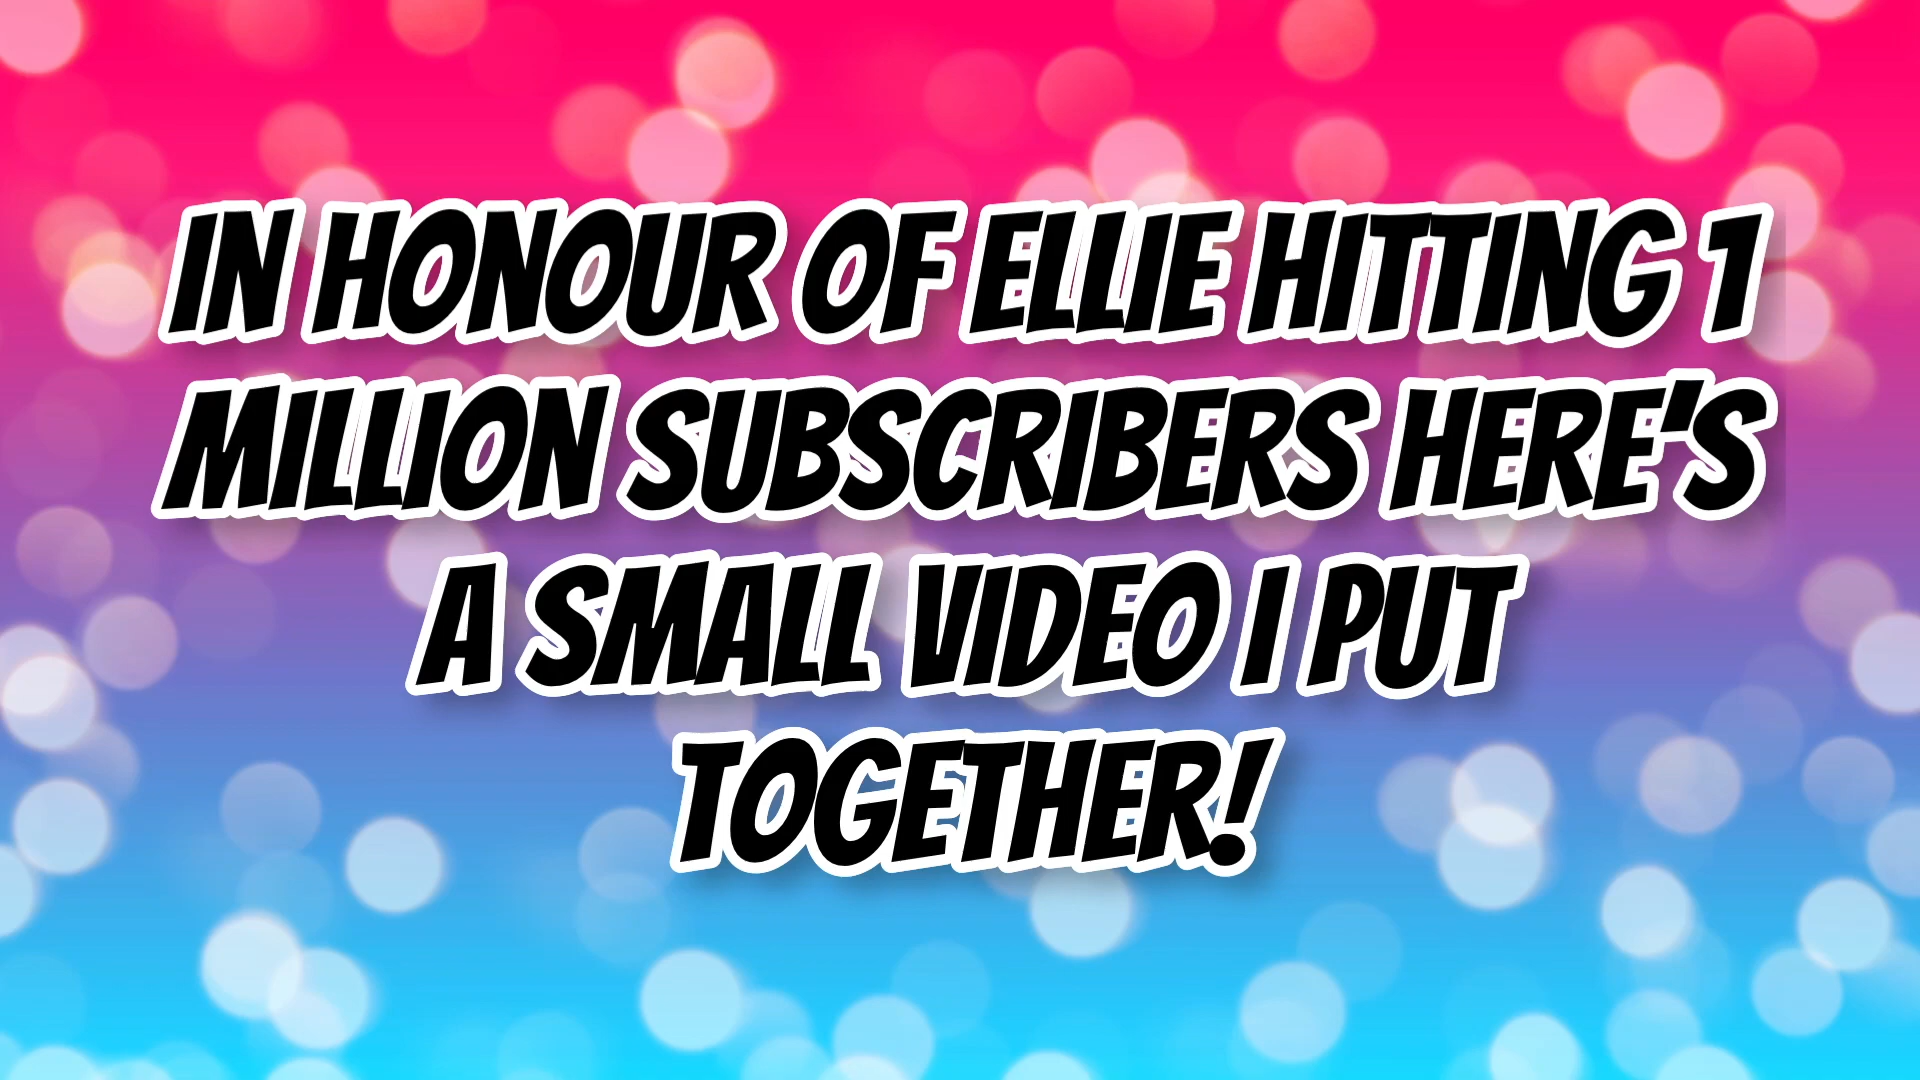 IN HONOUR OF ELLIE HITTING 1
MILLION SUBSCRIBERS HERE'S
A SMALL VIDEO I PUT
TOGETHER!